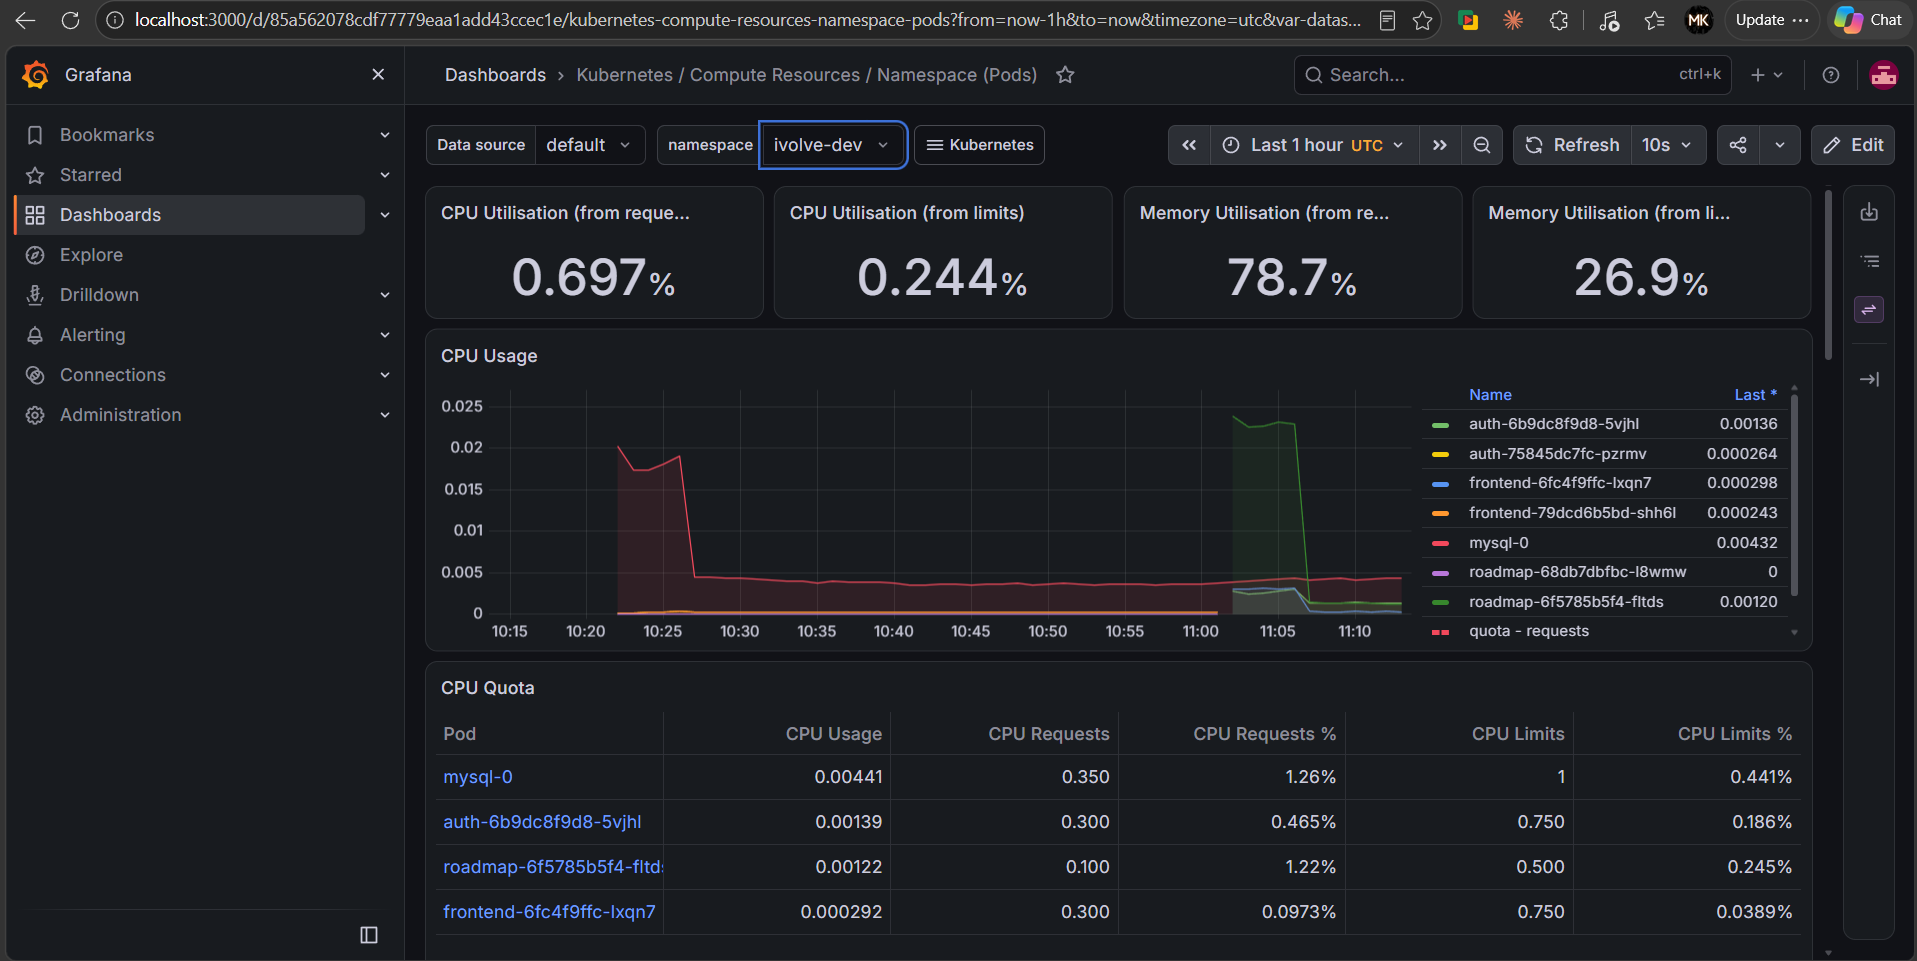 localhost:3000/d/85a562078cdf77779eaa1add43ccec1e/kubernetes-compute-resources-namespace-pods?from=now-1h&to=now&timezone=utc&var-datas...
MK
Update ...
Chat
Grafana
Dashboards › Kubernetes / Compute Resources / Namespace (Pods)
Search...
ctrl+k
Bookmarks
Starred
Dashboards
Explore
Drilldown
Alerting
Connections
Administration
Data source
default
namespace
ivolve-dev
Kubernetes
Last 1 hour UTC
Refresh
10s
Edit
CPU Utilisation (from reque...
0.697%
CPU Utilisation (from limits)
0.244%
Memory Utilisation (from re...
78.7%
Memory Utilisation (from li...
26.9%
CPU Usage
0.025
0.02
0.015
0.01
0.005
0
10:15 10:20 10:25 10:30 10:35 10:40 10:45 10:50 10:55 11:00 11:05 11:10
Name Last *
auth-6b9dc8f9d8-5vjhl 0.00136
auth-75845dc7fc-pzrmv 0.000264
frontend-6fc4f9ffc-lxqn7 0.000298
frontend-79dcd6b5bd-shh6l 0.000243
mysql-0 0.00432
roadmap-68db7dbfbc-l8wmw 0
roadmap-6f5785b5f4-fltds 0.00120
quota - requests
CPU Quota
Pod CPU Usage CPU Requests CPU Requests % CPU Limits CPU Limits %
mysql-0 0.00441 0.350 1.26% 1 0.441%
auth-6b9dc8f9d8-5vjhl 0.00139 0.300 0.465% 0.750 0.186%
roadmap-6f5785b5f4-fltds 0.00122 0.100 1.22% 0.500 0.245%
frontend-6fc4f9ffc-lxqn7 0.000292 0.300 0.0973% 0.750 0.0389%